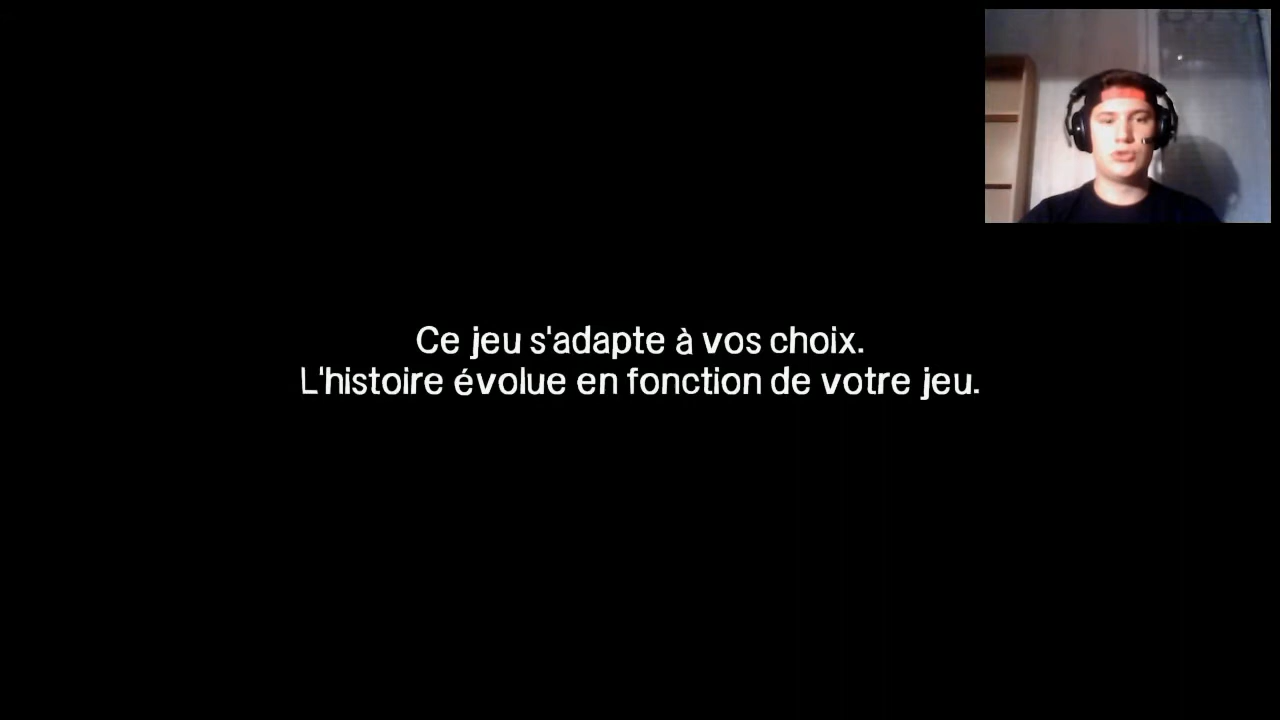 Ce jeu s'adapte à vos choix.
L'histoire évolue en fonction de votre jeu.